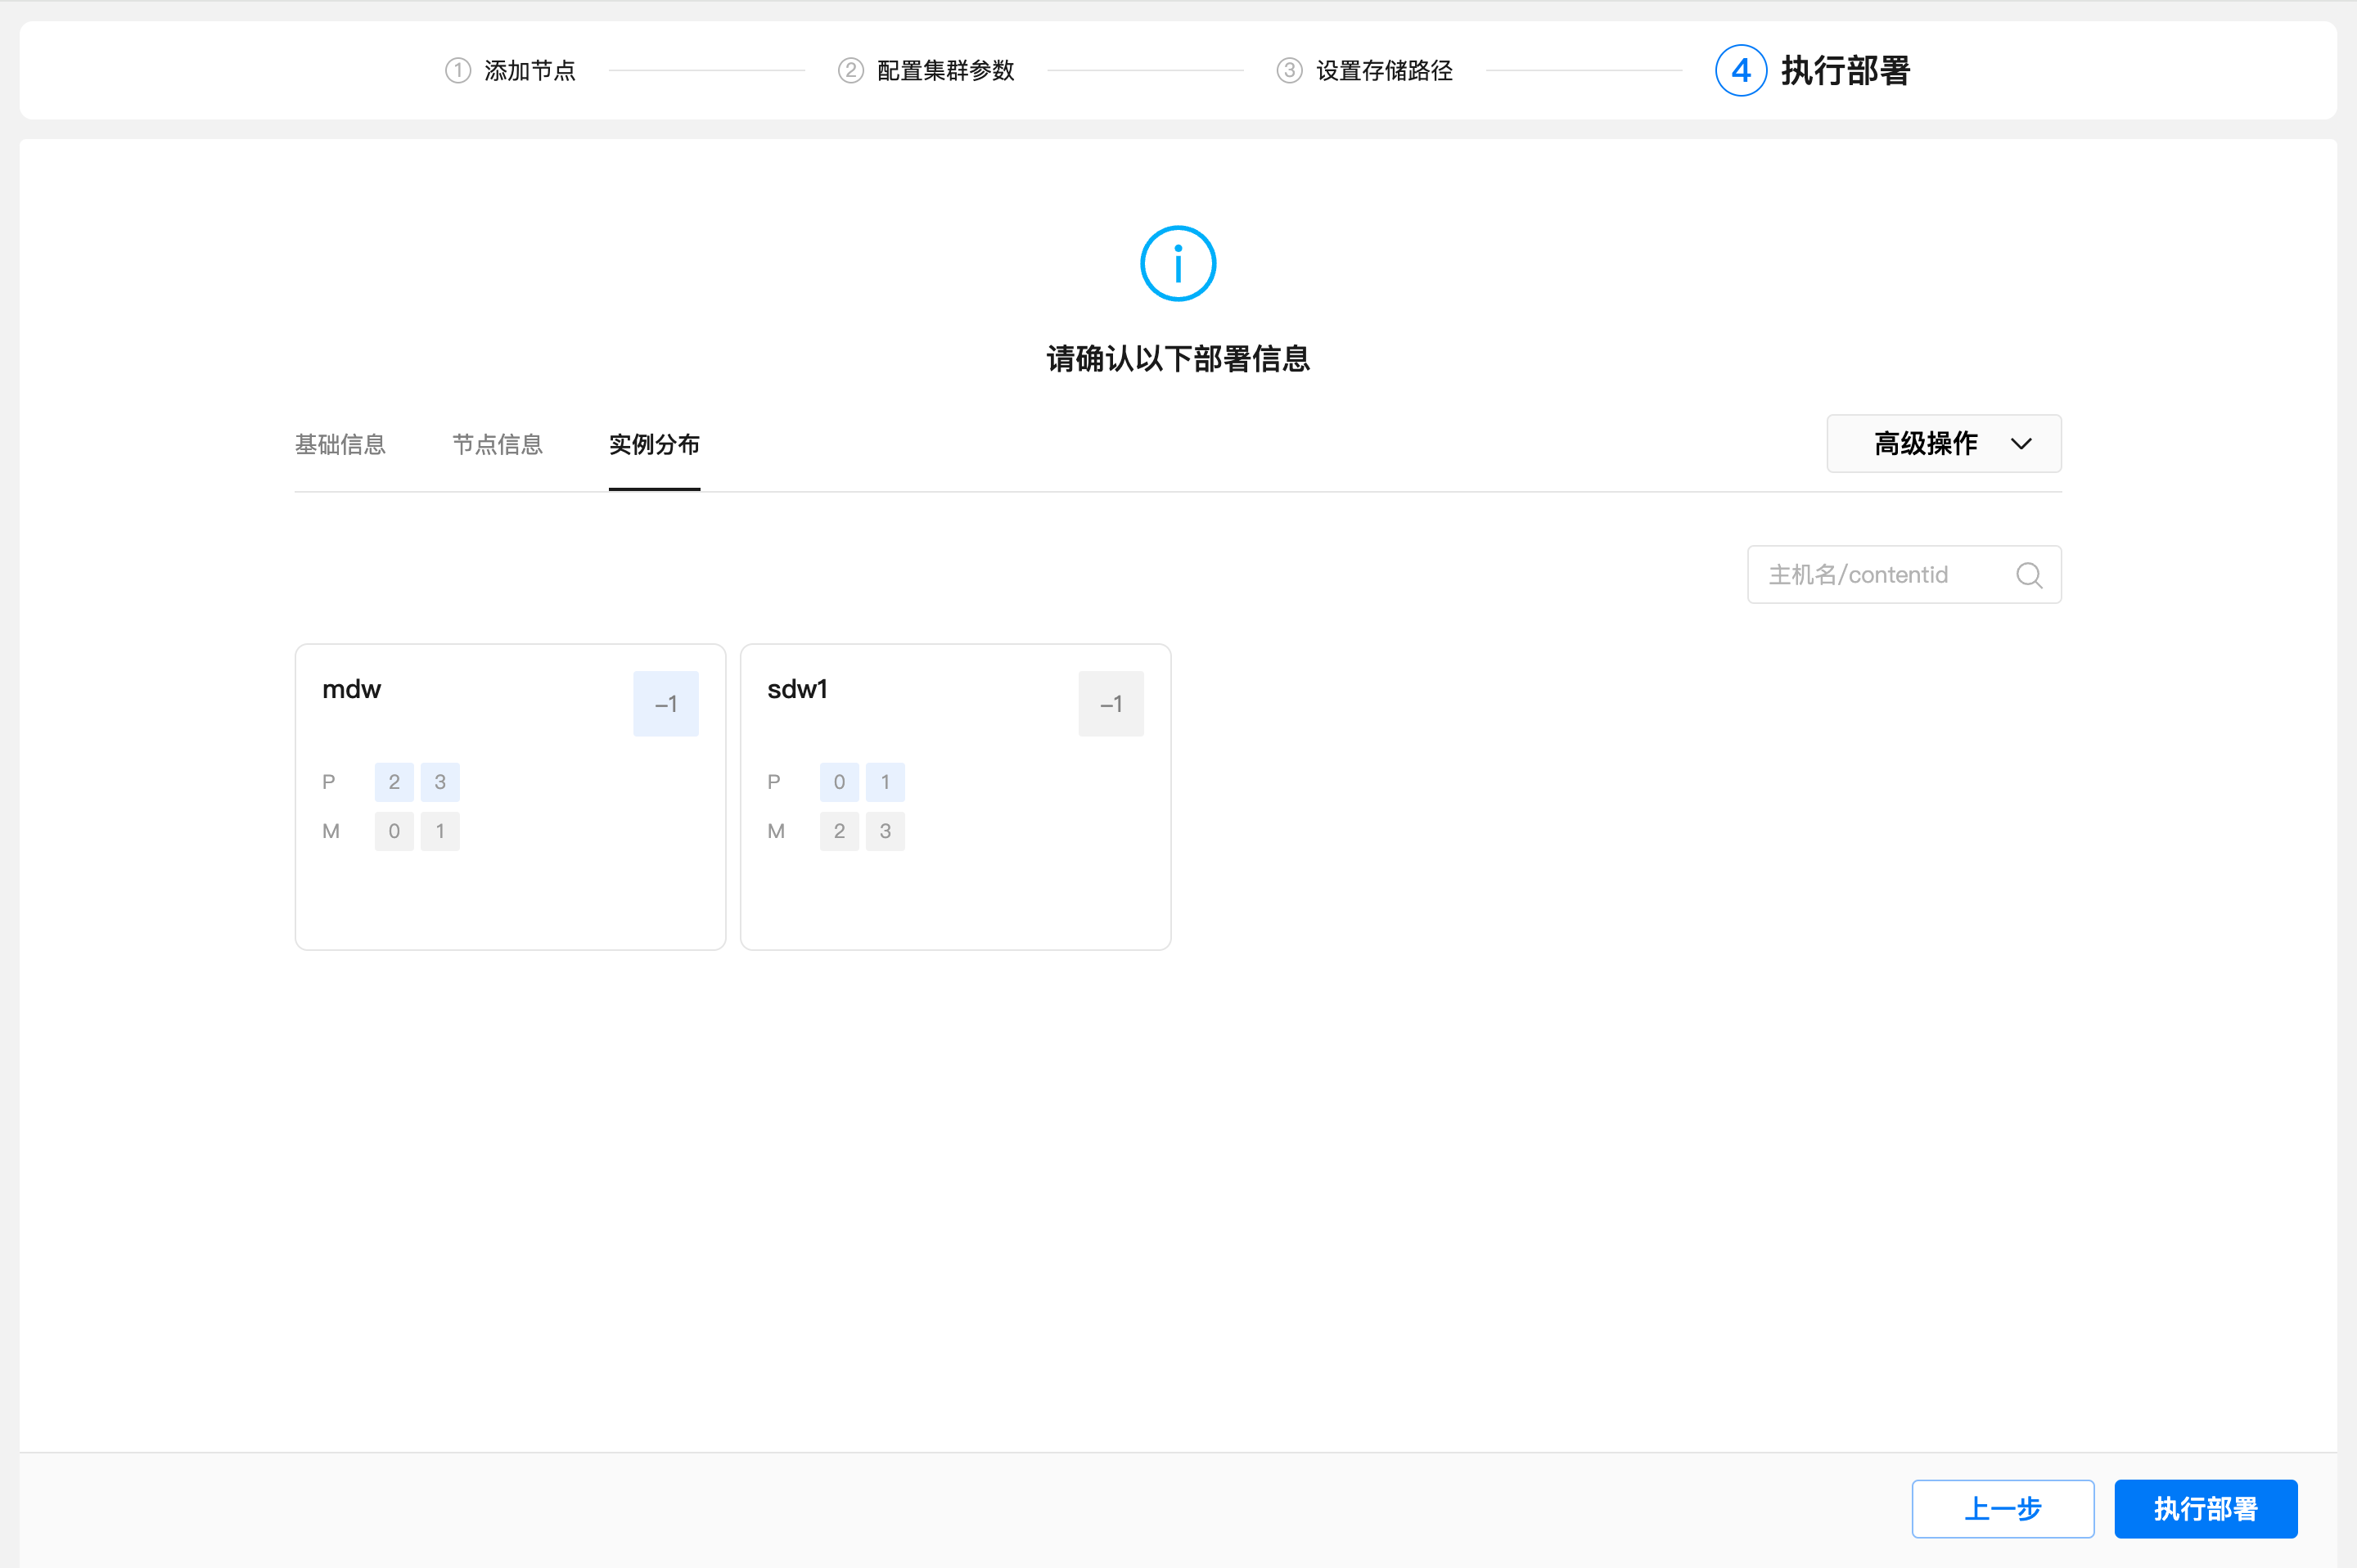 1 添加节点 2 配置集群参数 3 设置存储路径 4 执行部署
请确认以下部署信息
基础信息 节点信息 实例分布 高级操作
主机名/contentid
mdw –1
P 2 3
M 0 1
sdw1 –1
P 0 1
M 2 3
上一步 执行部署